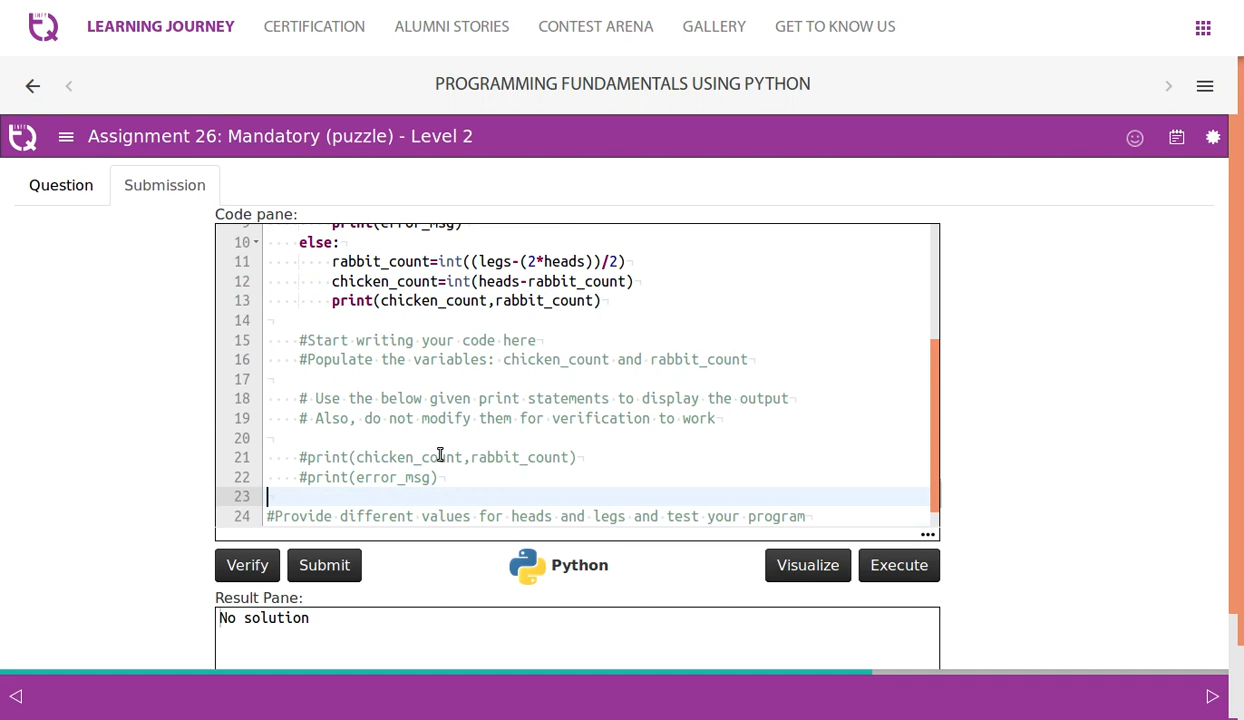 LEARNING JOURNEY CERTIFICATION ALUMNI STORIES CONTEST ARENA GALLERY GET TO KNOW US
PROGRAMMING FUNDAMENTALS USING PYTHON
Assignment 26: Mandatory (puzzle) - Level 2
Question Submission
Code pane:
9 print(error_msg)
10 else:
11 rabbit_count=int((legs-(2*heads))/2)
12 chicken_count=int(heads-rabbit_count)
13 print(chicken_count,rabbit_count)
14
15 #Start writing your code here
16 #Populate the variables: chicken_count and rabbit_count
17
18 # Use the below given print statements to display the output
19 # Also, do not modify them for verification to work
20
21 #print(chicken_count,rabbit_count)
22 #print(error_msg)
23
24 #Provide different values for heads and legs and test your program
Verify Submit Python Visualize Execute
Result Pane:
No solution